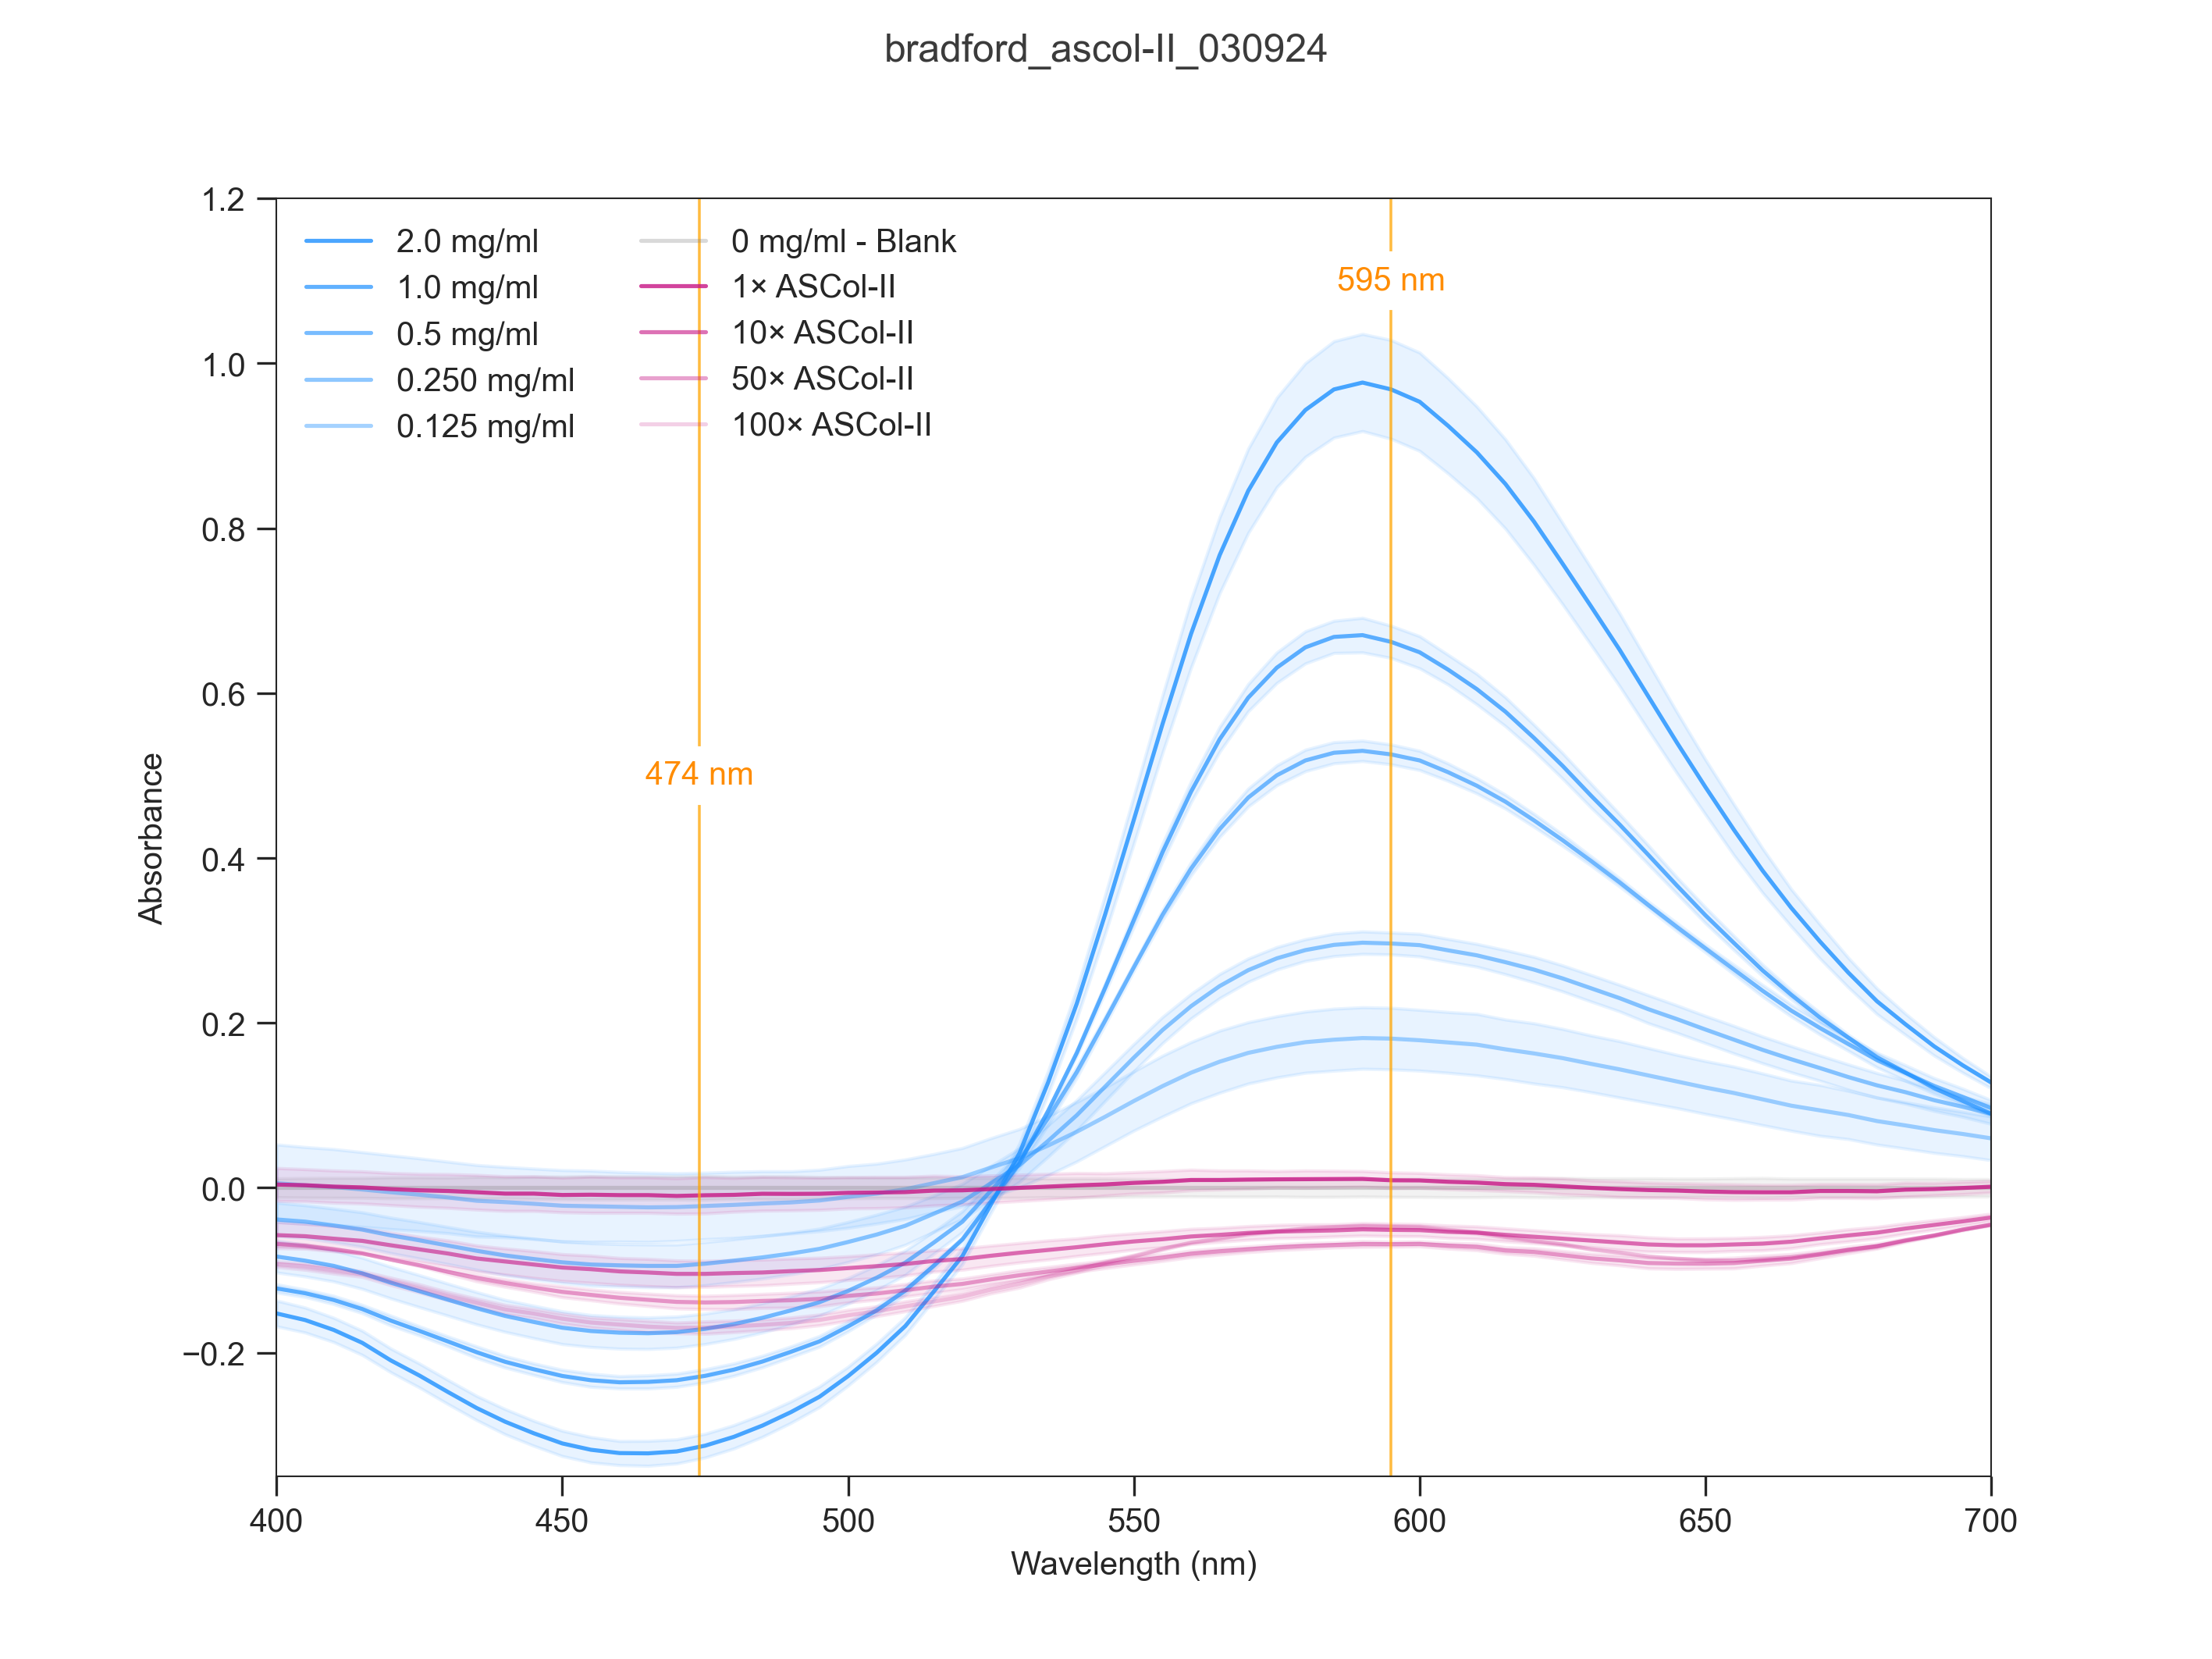 bradford_ascol-II_030924
1.2
1.0
0.8
0.6
0.4
0.2
0.0
−0.2
Absorbance
2.0 mg/ml
1.0 mg/ml
0.5 mg/ml
0.250 mg/ml
0.125 mg/ml
0 mg/ml - Blank
1× ASCol-II
10× ASCol-II
50× ASCol-II
100× ASCol-II
595 nm
474 nm
400
450
500
550
600
650
700
Wavelength (nm)